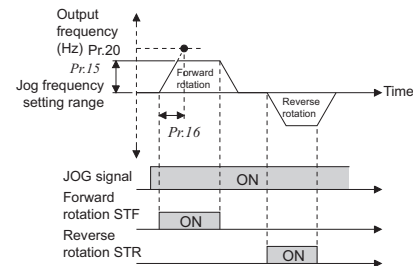 Output
frequency
(Hz) Pr.20
Pr.15
Forward
rotation
Jog frequency
setting range
Time
Reverse
rotation
Pr.16
JOG signal
ON
Forward
rotation STF
ON
Reverse
rotation STR
ON